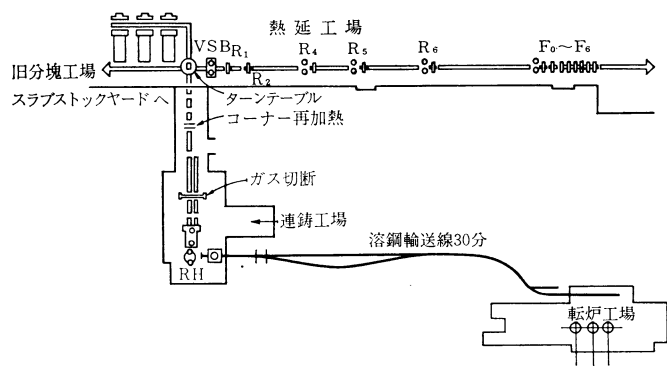 熱延工場
VSB R₁ R₄ R₅ R₆ F₀～F₆
R₂
旧分塊工場
スラブストックヤードへ
ターンテーブル
コーナー再加熱
ガス切断
連鋳工場
溶鋼輸送線30分
RH
転炉工場